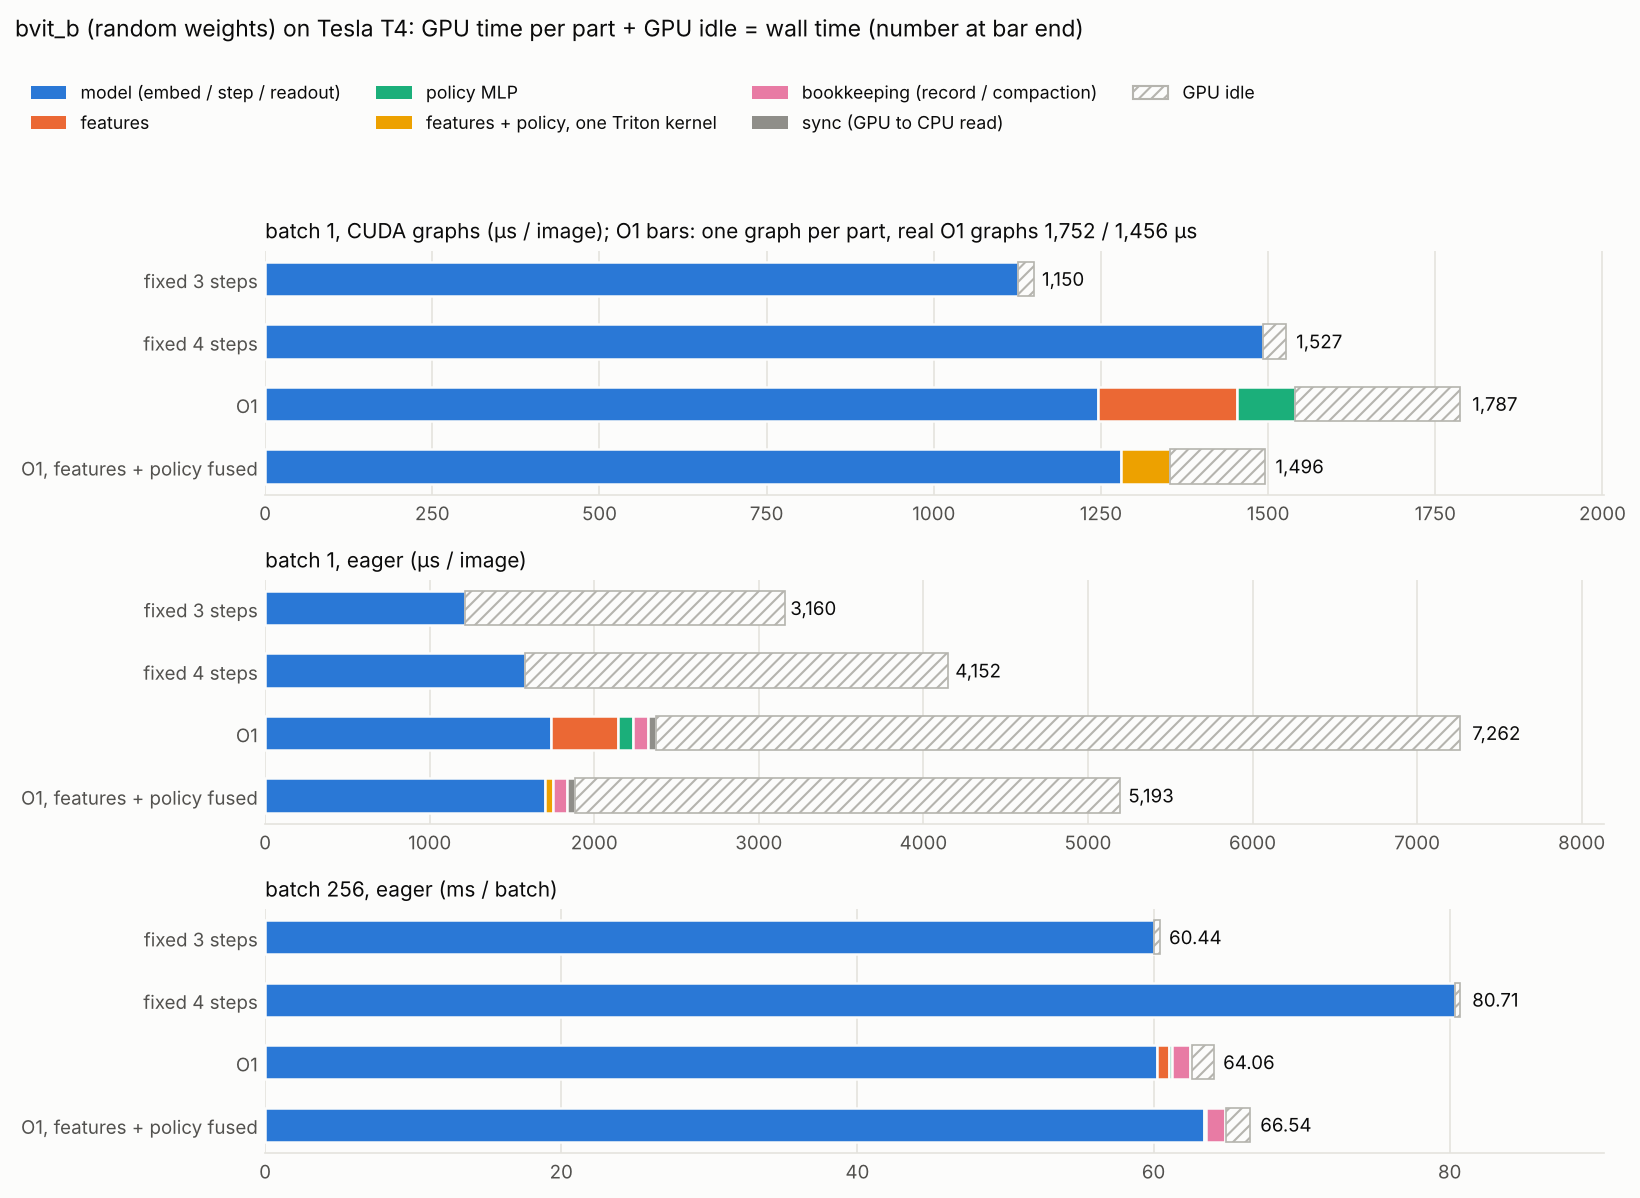 bvit_b (random weights) on Tesla T4: GPU time per part + GPU idle = wall time (number at bar end)
model (embed / step / readout)
policy MLP
bookkeeping (record / compaction)
GPU idle
features
features + policy, one Triton kernel
sync (GPU to CPU read)
batch 1, CUDA graphs (µs / image); O1 bars: one graph per part, real O1 graphs 1,752 / 1,456 µs
fixed 3 steps
1,150
fixed 4 steps
1,527
O1
1,787
O1, features + policy fused
1,496
0 250 500 750 1000 1250 1500 1750 2000
batch 1, eager (µs / image)
fixed 3 steps
3,160
fixed 4 steps
4,152
O1
7,262
O1, features + policy fused
5,193
0 1000 2000 3000 4000 5000 6000 7000 8000
batch 256, eager (ms / batch)
fixed 3 steps
60.44
fixed 4 steps
80.71
O1
64.06
O1, features + policy fused
66.54
0 20 40 60 80